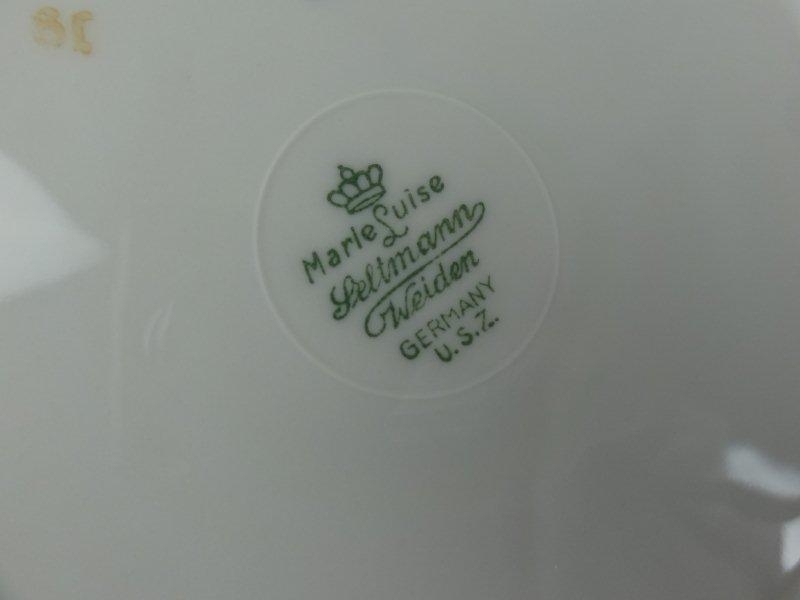 Marie Luise
Seltmann
Weiden
GERMANY
U.S.Z.